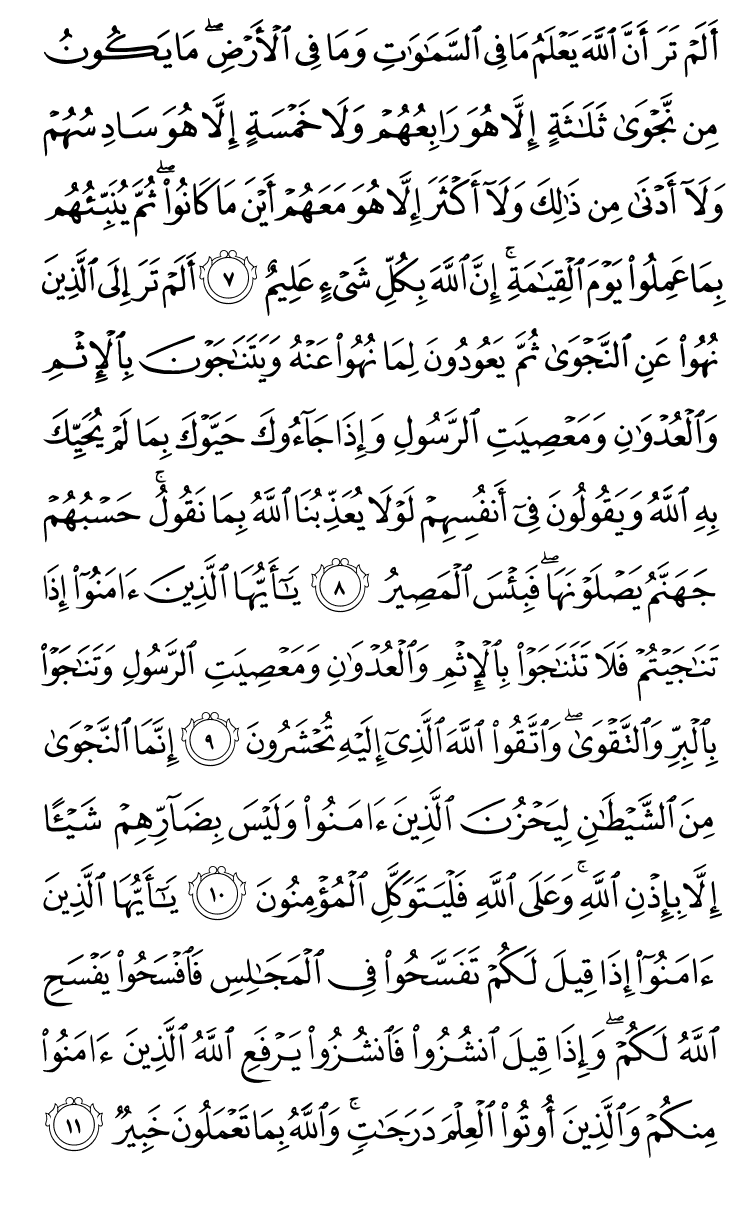 أَلَمۡ تَرَ أَنَّ ٱللَّهَ يَعۡلَمُ مَا فِي ٱلسَّمَٰوَٰتِ وَمَا فِي ٱلۡأَرۡضِۖ مَا يَكُونُ
مِن نَّجۡوَىٰ ثَلَٰثَةٍ إِلَّا هُوَ رَابِعُهُمۡ وَلَا خَمۡسَةٍ إِلَّا هُوَ سَادِسُهُمۡ
وَلَآ أَدۡنَىٰ مِن ذَٰلِكَ وَلَآ أَكۡثَرَ إِلَّا هُوَ مَعَهُمۡ أَيۡنَ مَا كَانُواْۖ ثُمَّ يُنَبِّئُهُم
بِمَا عَمِلُواْ يَوۡمَ ٱلۡقِيَٰمَةِۚ إِنَّ ٱللَّهَ بِكُلِّ شَيۡءٍ عَلِيمٌ ٧ أَلَمۡ تَرَ إِلَى ٱلَّذِينَ
نُهُواْ عَنِ ٱلنَّجۡوَىٰ ثُمَّ يَعُودُونَ لِمَا نُهُواْ عَنۡهُ وَيَتَنَٰجَوۡنَ بِٱلۡإِثۡمِ
وَٱلۡعُدۡوَٰنِ وَمَعۡصِيَتِ ٱلرَّسُولِ وَإِذَا جَآءُوكَ حَيَّوۡكَ بِمَا لَمۡ يُحَيِّكَ
بِهِ ٱللَّهُ وَيَقُولُونَ فِيٓ أَنفُسِهِمۡ لَوۡلَا يُعَذِّبُنَا ٱللَّهُ بِمَا نَقُولُۚ حَسۡبُهُمۡ
جَهَنَّمُ يَصۡلَوۡنَهَاۖ فَبِئۡسَ ٱلۡمَصِيرُ ٨ يَٰٓأَيُّهَا ٱلَّذِينَ ءَامَنُوٓاْ إِذَا
تَنَٰجَيۡتُمۡ فَلَا تَتَنَٰجَوۡاْ بِٱلۡإِثۡمِ وَٱلۡعُدۡوَٰنِ وَمَعۡصِيَتِ ٱلرَّسُولِ وَتَنَٰجَوۡاْ
بِٱلۡبِرِّ وَٱلتَّقۡوَىٰۖ وَٱتَّقُواْ ٱللَّهَ ٱلَّذِيٓ إِلَيۡهِ تُحۡشَرُونَ ٩ إِنَّمَا ٱلنَّجۡوَىٰ
مِنَ ٱلشَّيۡطَٰنِ لِيَحۡزُنَ ٱلَّذِينَ ءَامَنُواْ وَلَيۡسَ بِضَآرِّهِمۡ شَيۡـًٔا
إِلَّا بِإِذۡنِ ٱللَّهِۚ وَعَلَى ٱللَّهِ فَلۡيَتَوَكَّلِ ٱلۡمُؤۡمِنُونَ ١٠ يَٰٓأَيُّهَا ٱلَّذِينَ
ءَامَنُوٓاْ إِذَا قِيلَ لَكُمۡ تَفَسَّحُواْ فِي ٱلۡمَجَٰلِسِ فَٱفۡسَحُواْ يَفۡسَحِ
ٱللَّهُ لَكُمۡۖ وَإِذَا قِيلَ ٱنشُزُواْ فَٱنشُزُواْ يَرۡفَعِ ٱللَّهُ ٱلَّذِينَ ءَامَنُواْ
مِنكُمۡ وَٱلَّذِينَ أُوتُواْ ٱلۡعِلۡمَ دَرَجَٰتٖۚ وَٱللَّهُ بِمَا تَعۡمَلُونَ خَبِيرٌ ١١